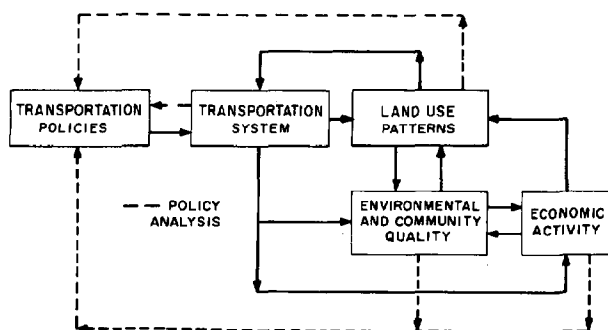 TRANSPORTATION
POLICIES
TRANSPORTATION
SYSTEM
LAND USE
PATTERNS
— — POLICY
ANALYSIS
ENVIRONMENTAL
AND COMMUNITY
QUALITY
ECONOMIC
ACTIVITY